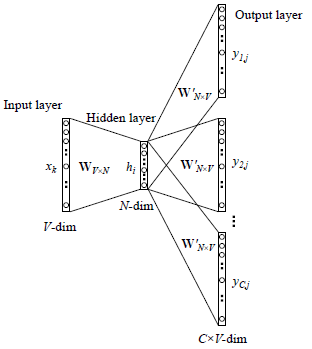 Output layer
y1,j
W'N×V
Input layer
Hidden layer
xk
WV×N
hi
W'N×V
y2,j
N-dim
V-dim
W'N×V
yC,j
C×V-dim